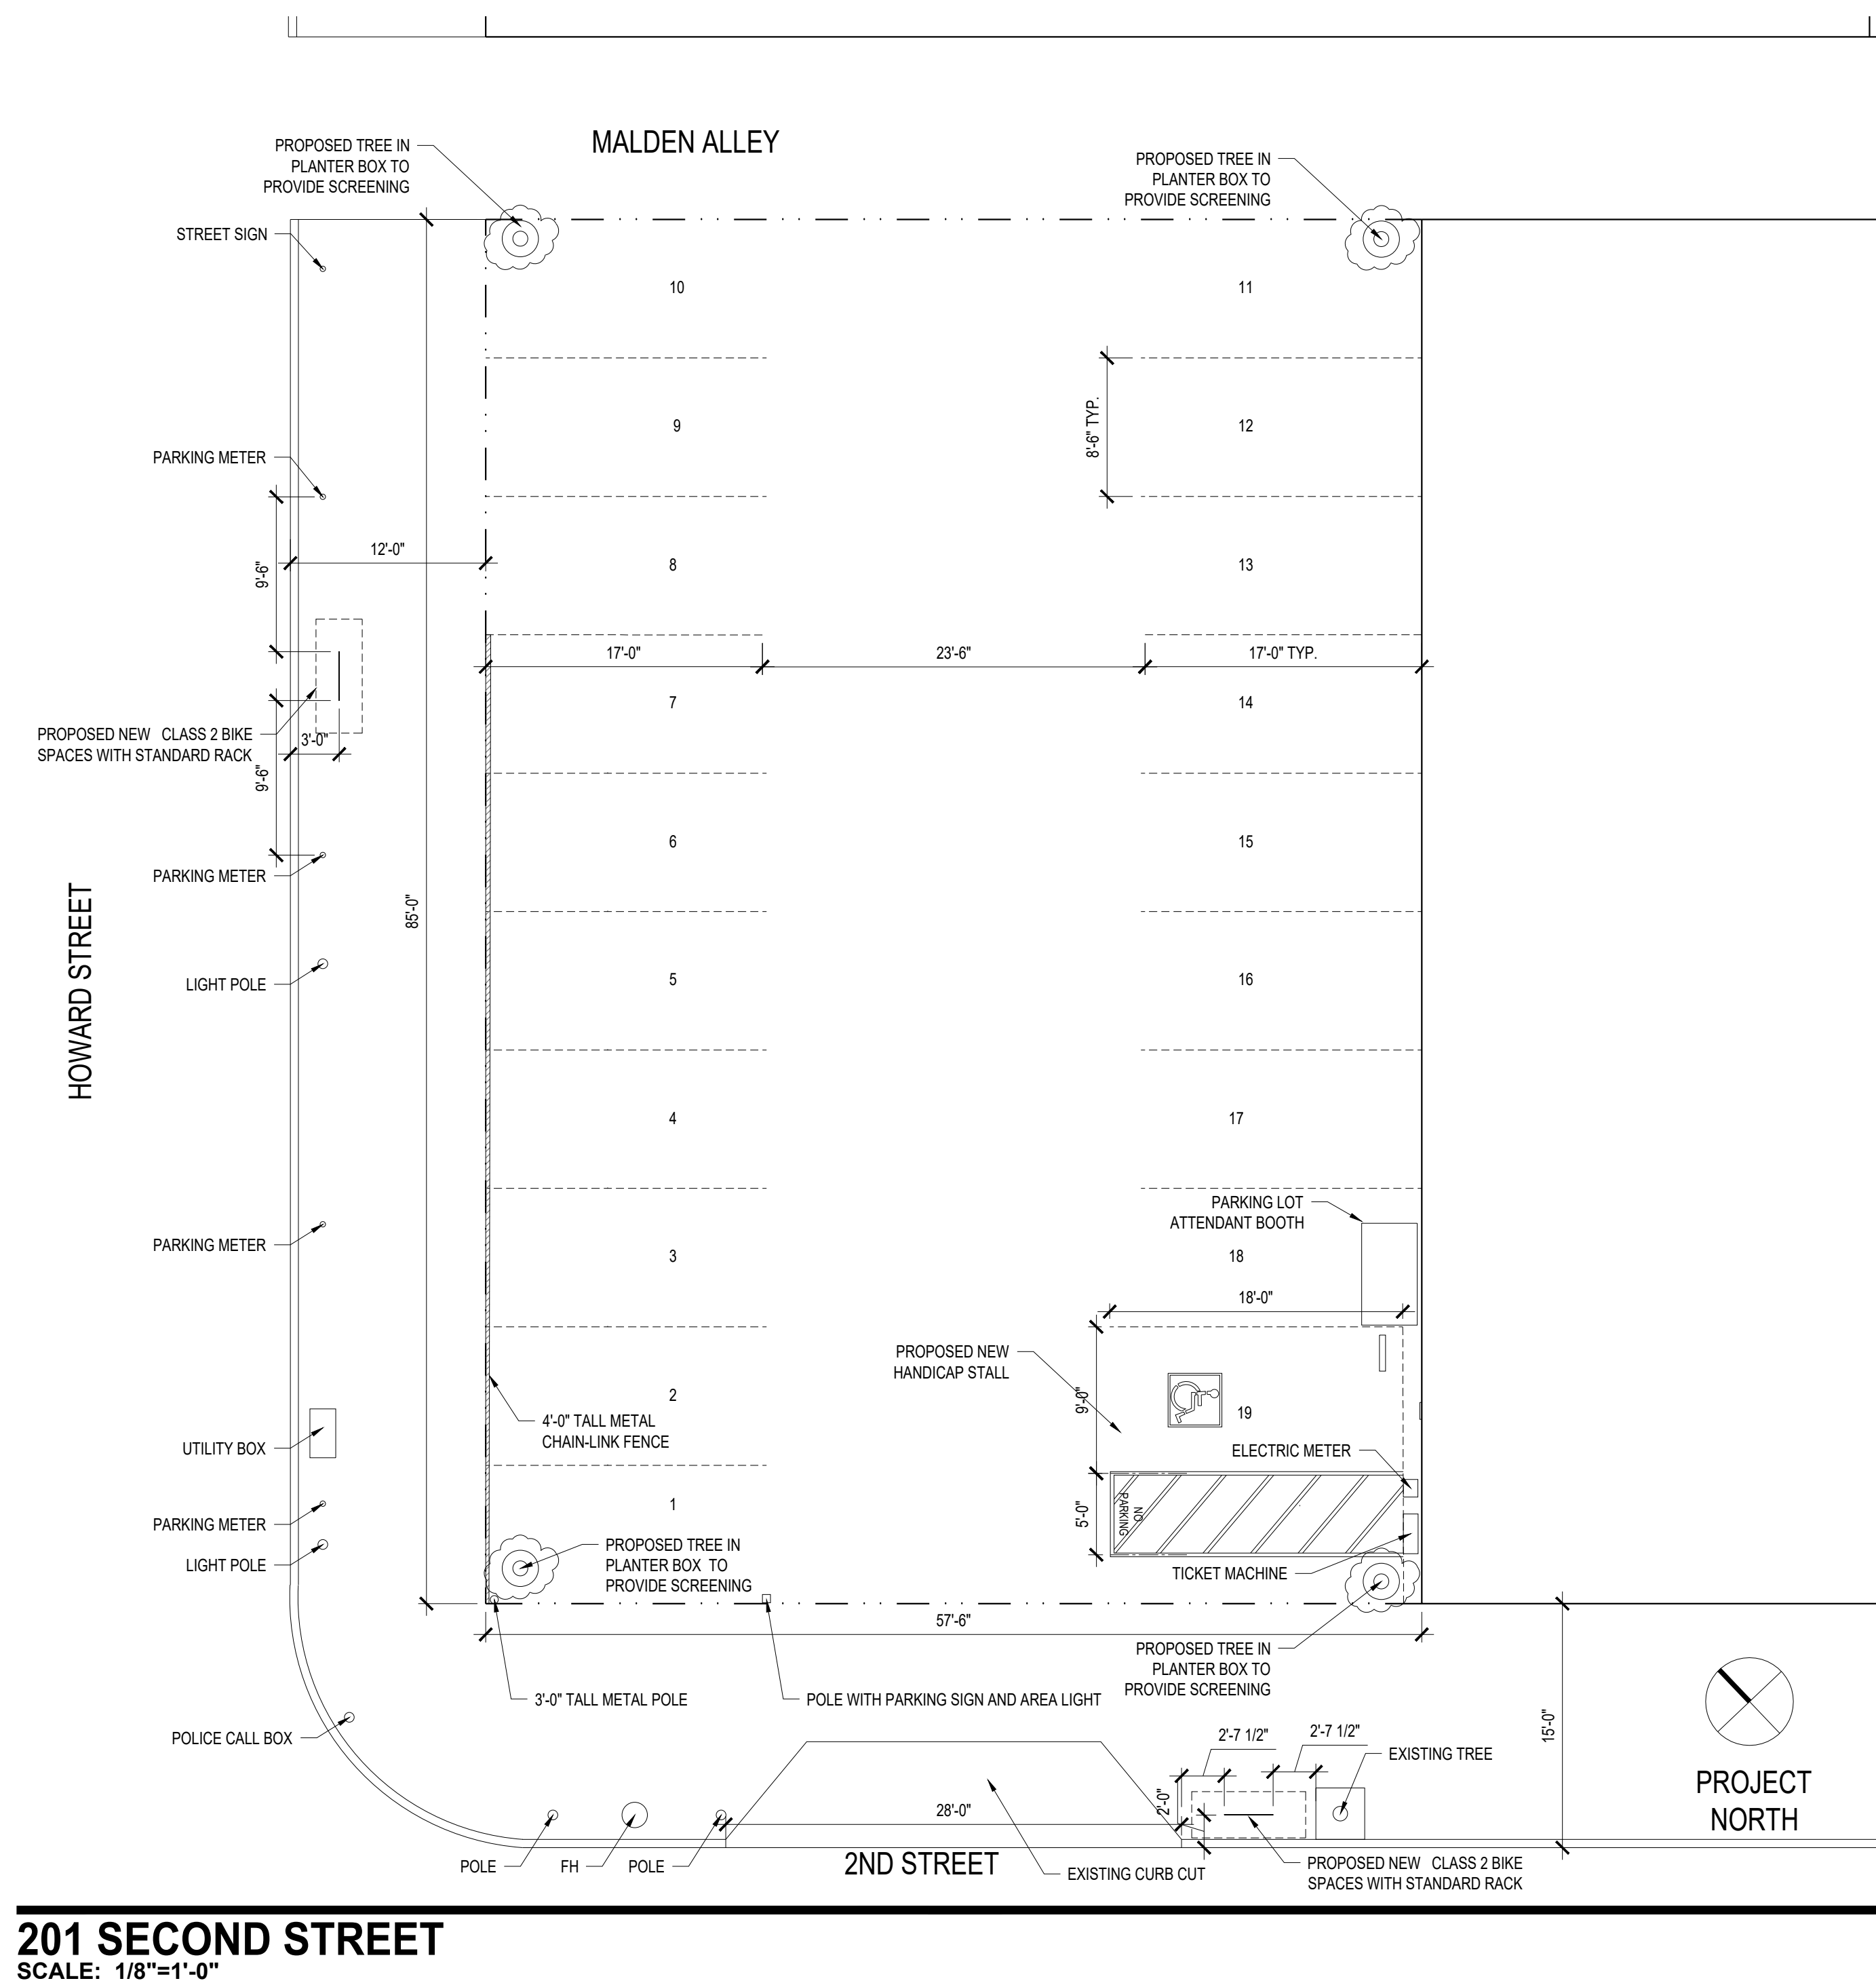 MALDEN ALLEY
PROPOSED TREE IN
PLANTER BOX TO
PROVIDE SCREENING
PROPOSED TREE IN
PLANTER BOX TO
PROVIDE SCREENING
STREET SIGN
10
11
9
12
8'-6" TYP.
PARKING METER
12'-0"
9'-6"
8
13
17'-0"
23'-6"
17'-0" TYP.
7
14
PROPOSED NEW CLASS 2 BIKE
SPACES WITH STANDARD RACK
3'-0"
9'-6"
6
15
PARKING METER
85'-0"
HOWARD STREET
LIGHT POLE
5
16
4
17
PARKING LOT
ATTENDANT BOOTH
PARKING METER
3
18
18'-0"
PROPOSED NEW
HANDICAP STALL
9'-0"
2
19
4'-0" TALL METAL
CHAIN-LINK FENCE
UTILITY BOX
ELECTRIC METER
1
5'-0"
NO
PARKING
PARKING METER
LIGHT POLE
PROPOSED TREE IN
PLANTER BOX TO
PROVIDE SCREENING
TICKET MACHINE
57'-6"
PROPOSED TREE IN
PLANTER BOX TO
PROVIDE SCREENING
3'-0" TALL METAL POLE
POLE WITH PARKING SIGN AND AREA LIGHT
POLICE CALL BOX
2'-7 1/2"
2'-7 1/2"
15'-0"
EXISTING TREE
PROJECT
NORTH
28'-0"
2'-0"
POLE
FH
POLE
2ND STREET
EXISTING CURB CUT
PROPOSED NEW CLASS 2 BIKE
SPACES WITH STANDARD RACK
201 SECOND STREET
SCALE: 1/8"=1'-0"